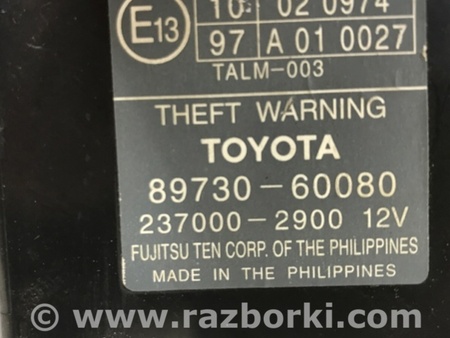 E13
10 02 0974
97 A 01 0027
TALM-003
THEFT WARNING
TOYOTA
89730-60080
237000-2900 12V
FUJITSU TEN CORP. OF THE PHILIPPINES
MADE IN THE PHILIPPINES
© www.razborki.com